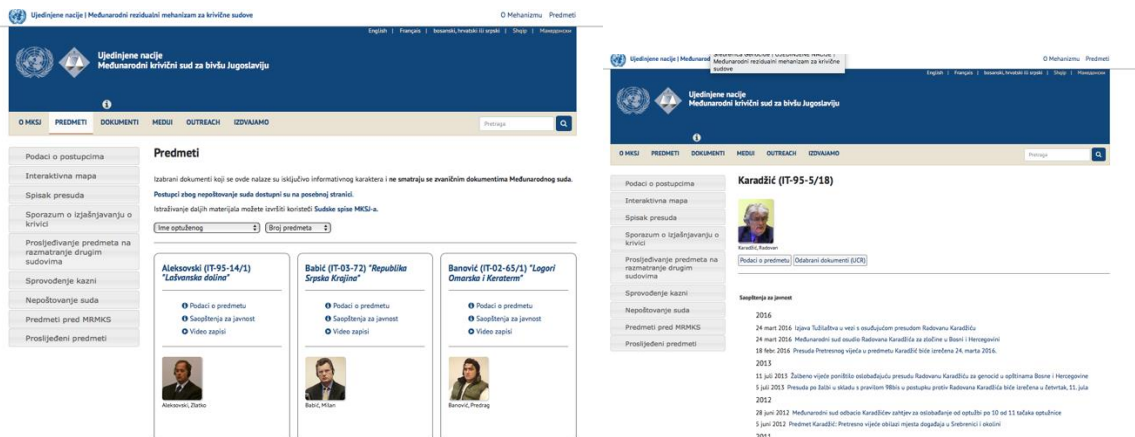 Ujedinjene nacije | Međunarodni rezidualni mehanizam za krivične sudove
O Mehanizmu Predmeti
English | Français | bosanski, hrvatski ili srpski | Shqip | Македонски
Ujedinjene nacije
Međunarodni krivični sud za bivšu Jugoslaviju
O MKSJ PREDMETI DOKUMENTI MEDIJI OUTREACH IZDVAJAMO
Pretraga
Podaci o postupcima
Interaktivna mapa
Spisak presuda
Sporazum o izjašnjavanju o
krivici
Prosljeđivanje predmeta na
razmatranje drugim
sudovima
Sprovođenje kazni
Nepoštovanje suda
Predmeti pred MRMKS
Proslijeđeni predmeti
Predmeti
Izabrani dokumenti koji se ovde nalaze su isključivo informativnog karaktera i ne smatraju se zvaničnim dokumentima Međunarodnog suda.
Postupci zbog nepoštovanje suda dostupni su na posebnoj stranici.
Istraživanje daljih materijala možete izvršiti koristeći Sudske spise MKSJ-a.
Ime optuženog Broj predmeta
Aleksovski (IT-95-14/1)
"Lašvanska dolina"
Podaci o predmetu
Saopštenja za javnost
Video zapisi
Aleksovski, Zlatko
Babić (IT-03-72) "Republika
Srpska Krajina"
Podaci o predmetu
Saopštenja za javnost
Video zapisi
Babić, Milan
Banović (IT-02-65/1) "Logori
Omarska i Keraterm"
Podaci o predmetu
Saopštenja za javnost
Video zapisi
Banović, Predrag
Ujedinjene nacije | Međunarod
Međunarodni rezidualni mehanizam za krivične
sudove
O Mehanizmu Predmeti
English | Français | bosanski, hrvatski ili srpski | Shqip | Македонски
Ujedinjene nacije
Međunarodni krivični sud za bivšu Jugoslaviju
O MKSJ PREDMETI DOKUMENTI MEDIJI OUTREACH IZDVAJAMO
Pretraga
Podaci o postupcima
Interaktivna mapa
Spisak presuda
Sporazum o izjašnjavanju o
krivici
Prosljeđivanje predmeta na
razmatranje drugim
sudovima
Sprovođenje kazni
Nepoštovanje suda
Predmeti pred MRMKS
Proslijeđeni predmeti
Karadžić (IT-95-5/18)
Karadžić, Radovan
Podaci o predmetu Odabrani dokumenti (UCR)
Saopštenja za javnost
2016
24 mart 2016 Izjava Tužilaštva u vezi s osuđujućom presudom Radovanu Karadžiću
24 mart 2016 Međunarodni sud osudio Radovana Karadžića za zločine u Bosni i Hercegovini
18 febr. 2016 Presuda Pretresnog vijeća u predmetu Karadžić biće izrečena 24. marta 2016.
2013
11 juli 2013 Žalbeno vijeće poništilo oslobađajuću presudu Radovanu Karadžiću za genocid u opštinama Bosne i Hercegovine
5 juli 2013 Presuda po žalbi u skladu s pravilom 98bis u postupku protiv Radovana Karadžića biće izrečena u četvrtak, 11. jula
2012
28 juni 2012 Međunarodni sud odbacio Karadžićev zahtjev za oslobađanje od optužbi po 10 od 11 tačaka optužnice
5 juni 2012 Predmet Karadžić: Pretresno vijeće obilazi mjesta događaja u Srebrenici i okolini
2011